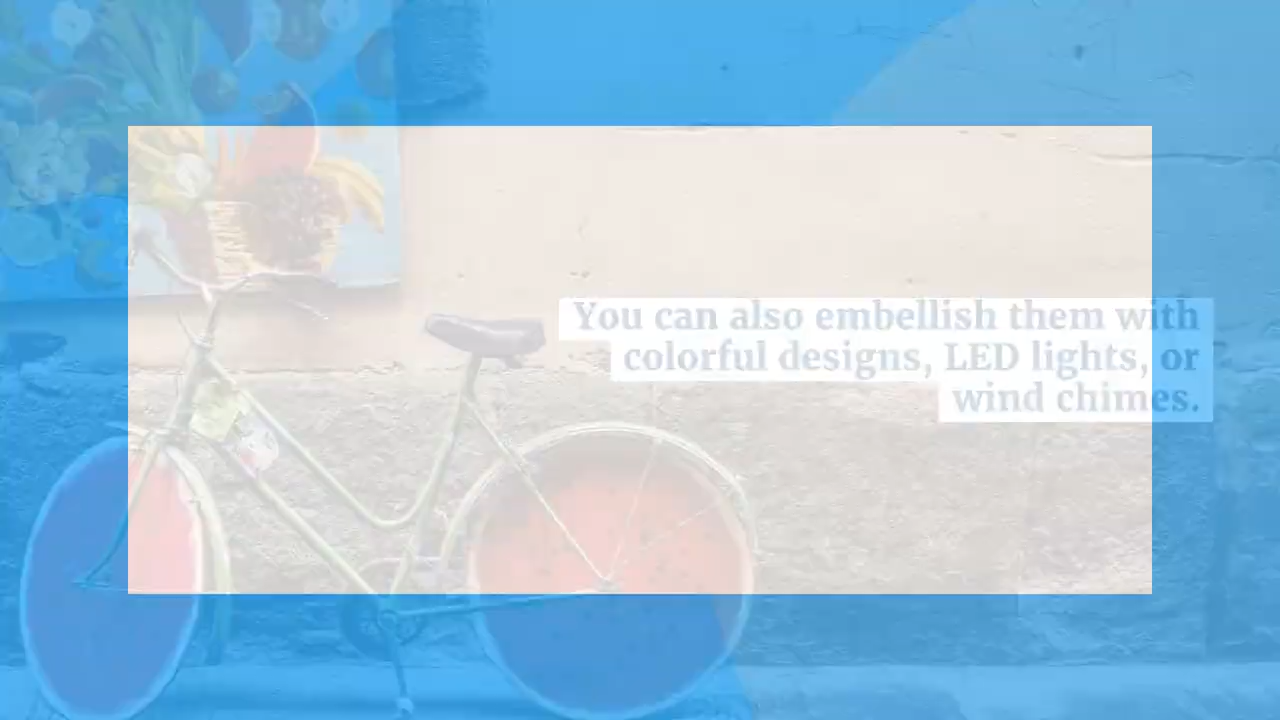 You can also embellish them with
colorful designs, LED lights, or
wind chimes.